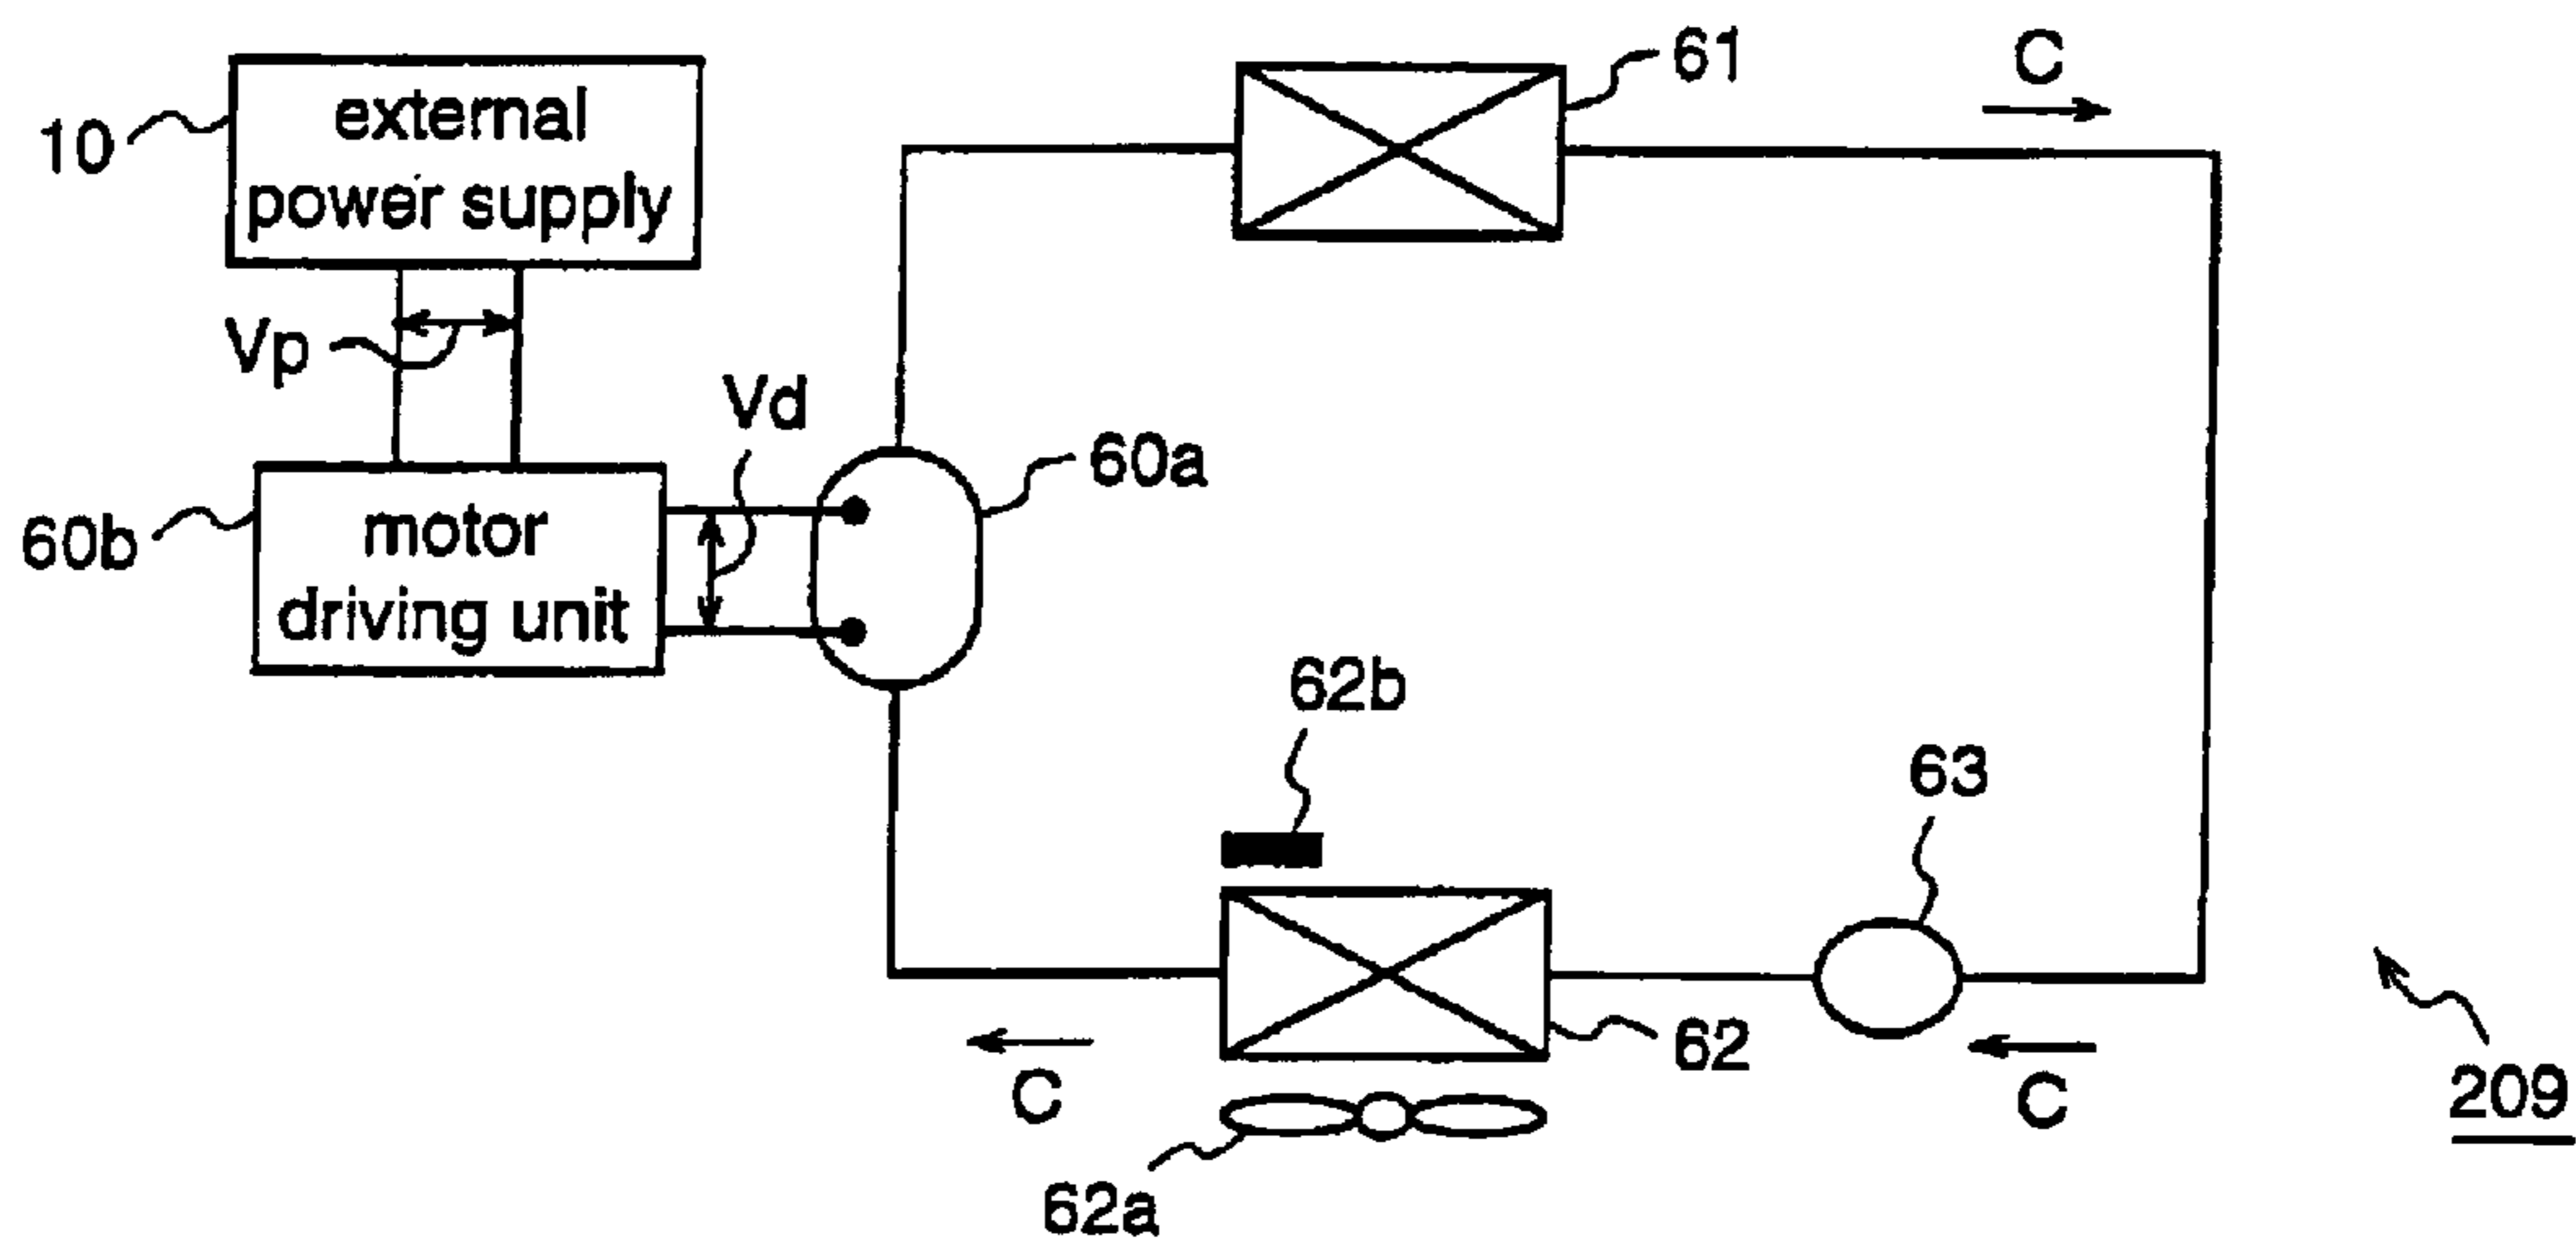 61
C
external
power supply
10
Vp
Vd
60a
motor
driving unit
60b
62b
63
62
C
C
62a
209